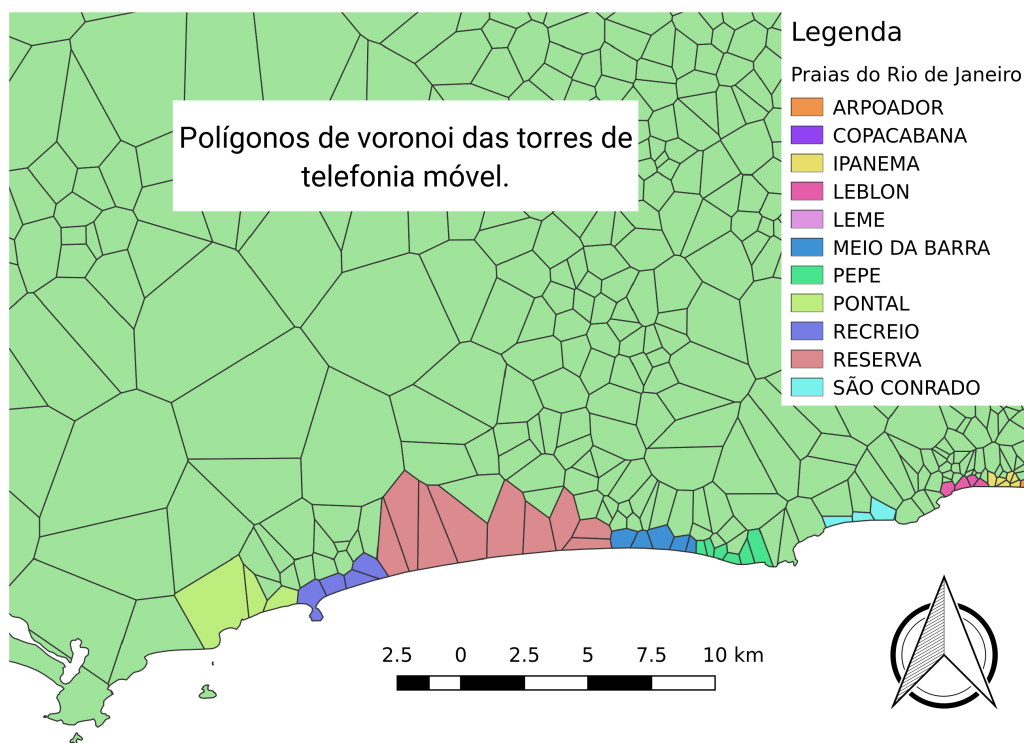 Polígonos de voronoi das torres de
telefonia móvel.
Legenda
Praias do Rio de Janeiro
ARPOADOR
COPACABANA
IPANEMA
LEBLON
LEME
MEIO DA BARRA
PEPE
PONTAL
RECREIO
RESERVA
SÃO CONRADO
2.5 0 2.5 5 7.5 10 km